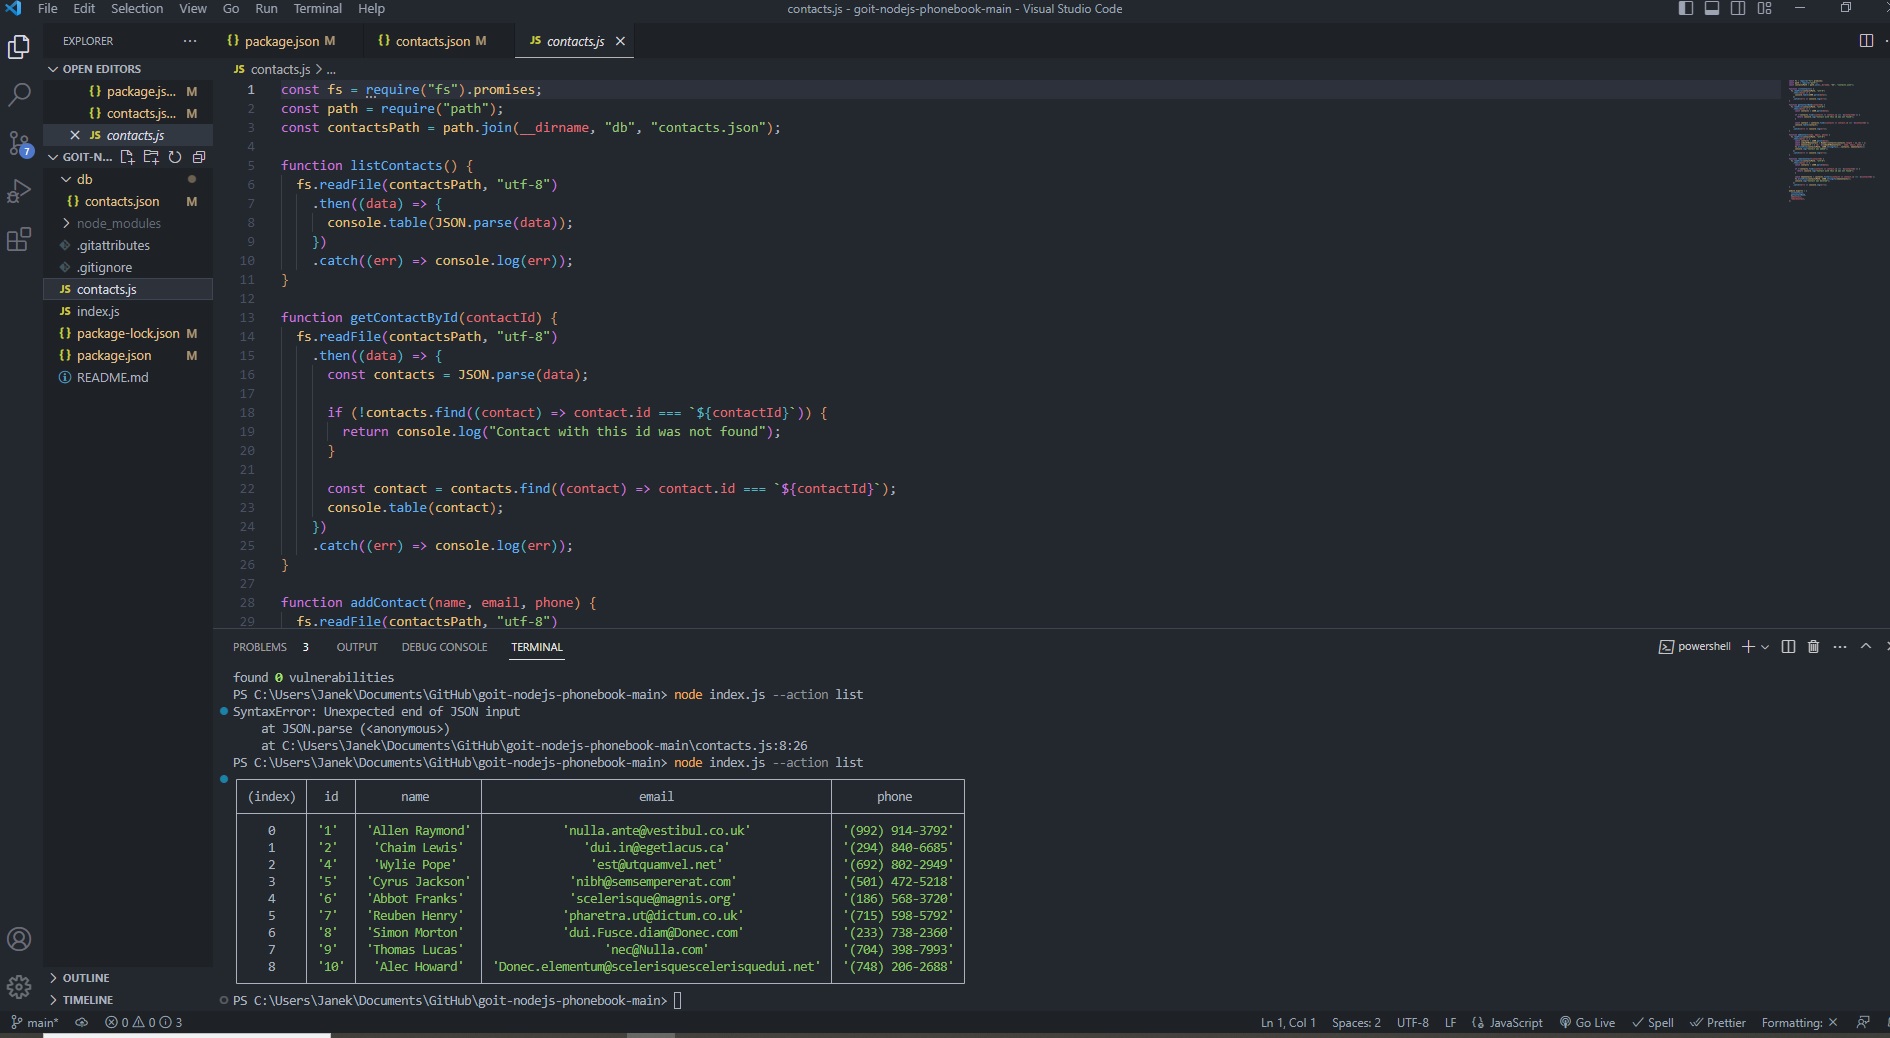 File Edit Selection View Go Run Terminal Help contacts.js - goit-nodejs-phonebook-main - Visual Studio Code
EXPLORER ...
{} package.json M {} contacts.json M JS contacts.js ×
OPEN EDITORS
{} package.js... M
{} contacts.js... M
× JS contacts.js
GOIT-N...
db
{} contacts.json M
node_modules
.gitattributes
.gitignore
JS contacts.js
JS index.js
{} package-lock.json M
{} package.json M
README.md
OUTLINE
TIMELINE
7
JS contacts.js > ...
1 const fs = require("fs").promises;
2 const path = require("path");
3 const contactsPath = path.join(__dirname, "db", "contacts.json");
4
5 function listContacts() {
6 fs.readFile(contactsPath, "utf-8")
7 .then((data) => {
8 console.table(JSON.parse(data));
9 })
10 .catch((err) => console.log(err));
11 }
12
13 function getContactById(contactId) {
14 fs.readFile(contactsPath, "utf-8")
15 .then((data) => {
16 const contacts = JSON.parse(data);
17
18 if (!contacts.find((contact) => contact.id === `${contactId}`)) {
19 return console.log("Contact with this id was not found");
20 }
21
22 const contact = contacts.find((contact) => contact.id === `${contactId}`);
23 console.table(contact);
24 })
25 .catch((err) => console.log(err));
26 }
27
28 function addContact(name, email, phone) {
29 fs.readFile(contactsPath, "utf-8")
PROBLEMS 3 OUTPUT DEBUG CONSOLE TERMINAL powershell
found 0 vulnerabilities
PS C:\Users\Janek\Documents\GitHub\goit-nodejs-phonebook-main> node index.js --action list
SyntaxError: Unexpected end of JSON input
at JSON.parse (<anonymous>)
at C:\Users\Janek\Documents\GitHub\goit-nodejs-phonebook-main\contacts.js:8:26
PS C:\Users\Janek\Documents\GitHub\goit-nodejs-phonebook-main> node index.js --action list
(index) id name email phone
0 '1' 'Allen Raymond' 'nulla.ante@vestibul.co.uk' '(992) 914-3792'
1 '2' 'Chaim Lewis' 'dui.in@egetlacus.ca' '(294) 840-6685'
2 '4' 'Wylie Pope' 'est@utquamvel.net' '(692) 802-2949'
3 '5' 'Cyrus Jackson' 'nibh@semsempererat.com' '(501) 472-5218'
4 '6' 'Abbot Franks' 'scelerisque@magnis.org' '(186) 568-3720'
5 '7' 'Reuben Henry' 'pharetra.ut@dictum.co.uk' '(715) 598-5792'
6 '8' 'Simon Morton' 'dui.Fusce.diam@Donec.com' '(233) 738-2360'
7 '9' 'Thomas Lucas' 'nec@Nulla.com' '(704) 398-7993'
8 '10' 'Alec Howard' 'Donec.elementum@scelerisquescelerisquedui.net' '(748) 206-2688'
PS C:\Users\Janek\Documents\GitHub\goit-nodejs-phonebook-main>
main* 0 0 3 Ln 1, Col 1 Spaces: 2 UTF-8 LF {} JavaScript Go Live Spell Prettier Formatting: ×